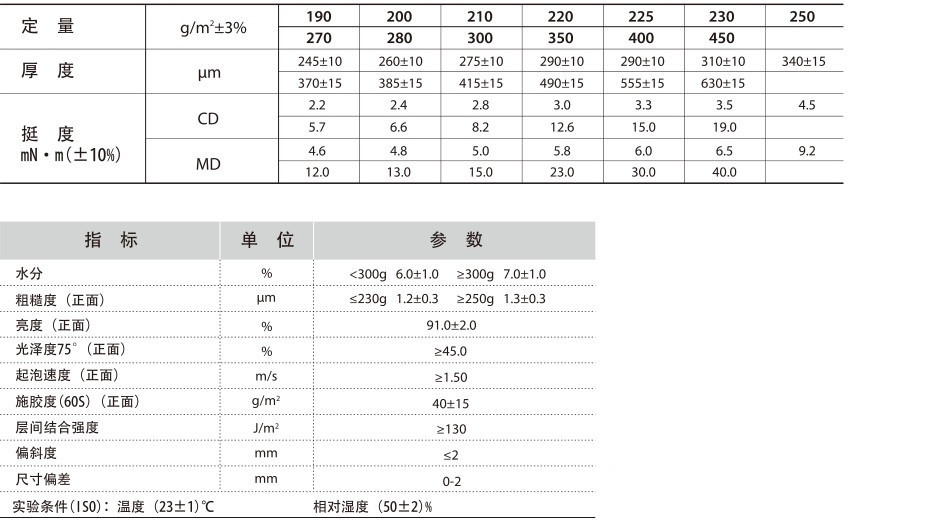 定 量 g/m²±3% 190 200 210 220 225 230 250
270 280 300 350 400 450
厚 度 μm 245±10 260±10 275±10 290±10 290±10 310±10 340±15
370±15 385±15 415±15 490±15 555±15 630±15
挺 度 mN·m(±10%) CD 2.2 2.4 2.8 3.0 3.3 3.5 4.5
5.7 6.6 8.2 12.6 15.0 19.0
MD 4.6 4.8 5.0 5.8 6.0 6.5 9.2
12.0 13.0 15.0 23.0 30.0 40.0
指 标 单 位 参 数
水分 % <300g 6.0±1.0 ≥300g 7.0±1.0
粗糙度（正面） μm ≤230g 1.2±0.3 ≥250g 1.3±0.3
亮度（正面） % 91.0±2.0
光泽度75°（正面） % ≥45.0
起泡速度（正面） m/s ≥1.50
施胶度(60S)（正面） g/m² 40±15
层间结合强度 J/m² ≥130
偏斜度 mm ≤2
尺寸偏差 mm 0-2
实验条件(ISO)：温度（23±1)℃ 相对湿度（50±2)%